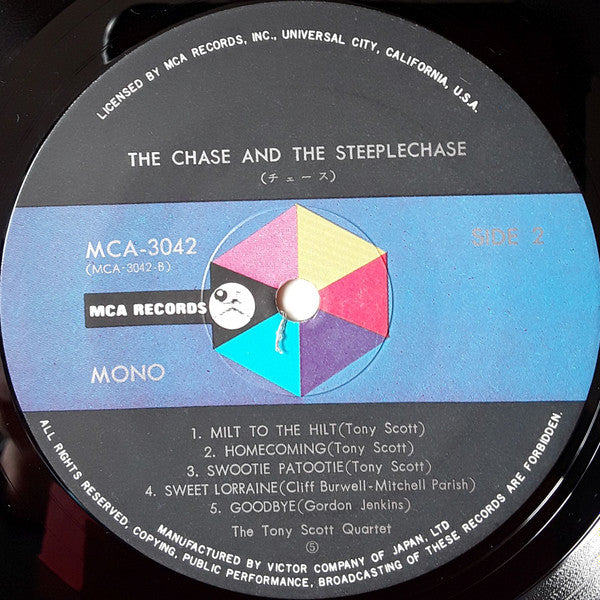 LICENSED BY MCA RECORDS, INC., UNIVERSAL CITY, CALIFORNIA, U.S.A.
THE CHASE AND THE STEEPLECHASE
(チェース)
MCA-3042
(MCA-3042-B)
SIDE 2
MCA RECORDS
MONO
1. MILT TO THE HILT(Tony Scott)
2. HOMECOMING(Tony Scott)
3. SWOOTIE PATOOTIE(Tony Scott)
4. SWEET LORRAINE(Cliff Burwell-Mitchell Parish)
5. GOODBYE(Gordon Jenkins)
The Tony Scott Quartet
⑤
MANUFACTURED BY VICTOR COMPANY OF JAPAN, LTD
ALL RIGHTS RESERVED, COPYING, PUBLIC PERFORMANCE, BROADCASTING OF THESE RECORDS ARE FORBIDDEN.